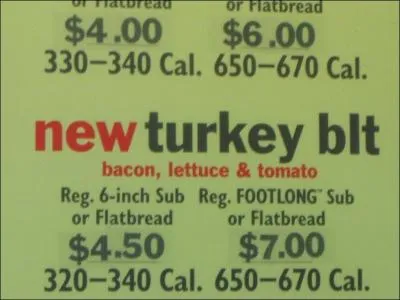 or Flatbread or Flatbread
$4.00 $6.00
330–340 Cal. 650–670 Cal.
new turkey blt
bacon, lettuce & tomato
Reg. 6-inch Sub Reg. FOOTLONG™ Sub
or Flatbread or Flatbread
$4.50 $7.00
320–340 Cal. 650–670 Cal.